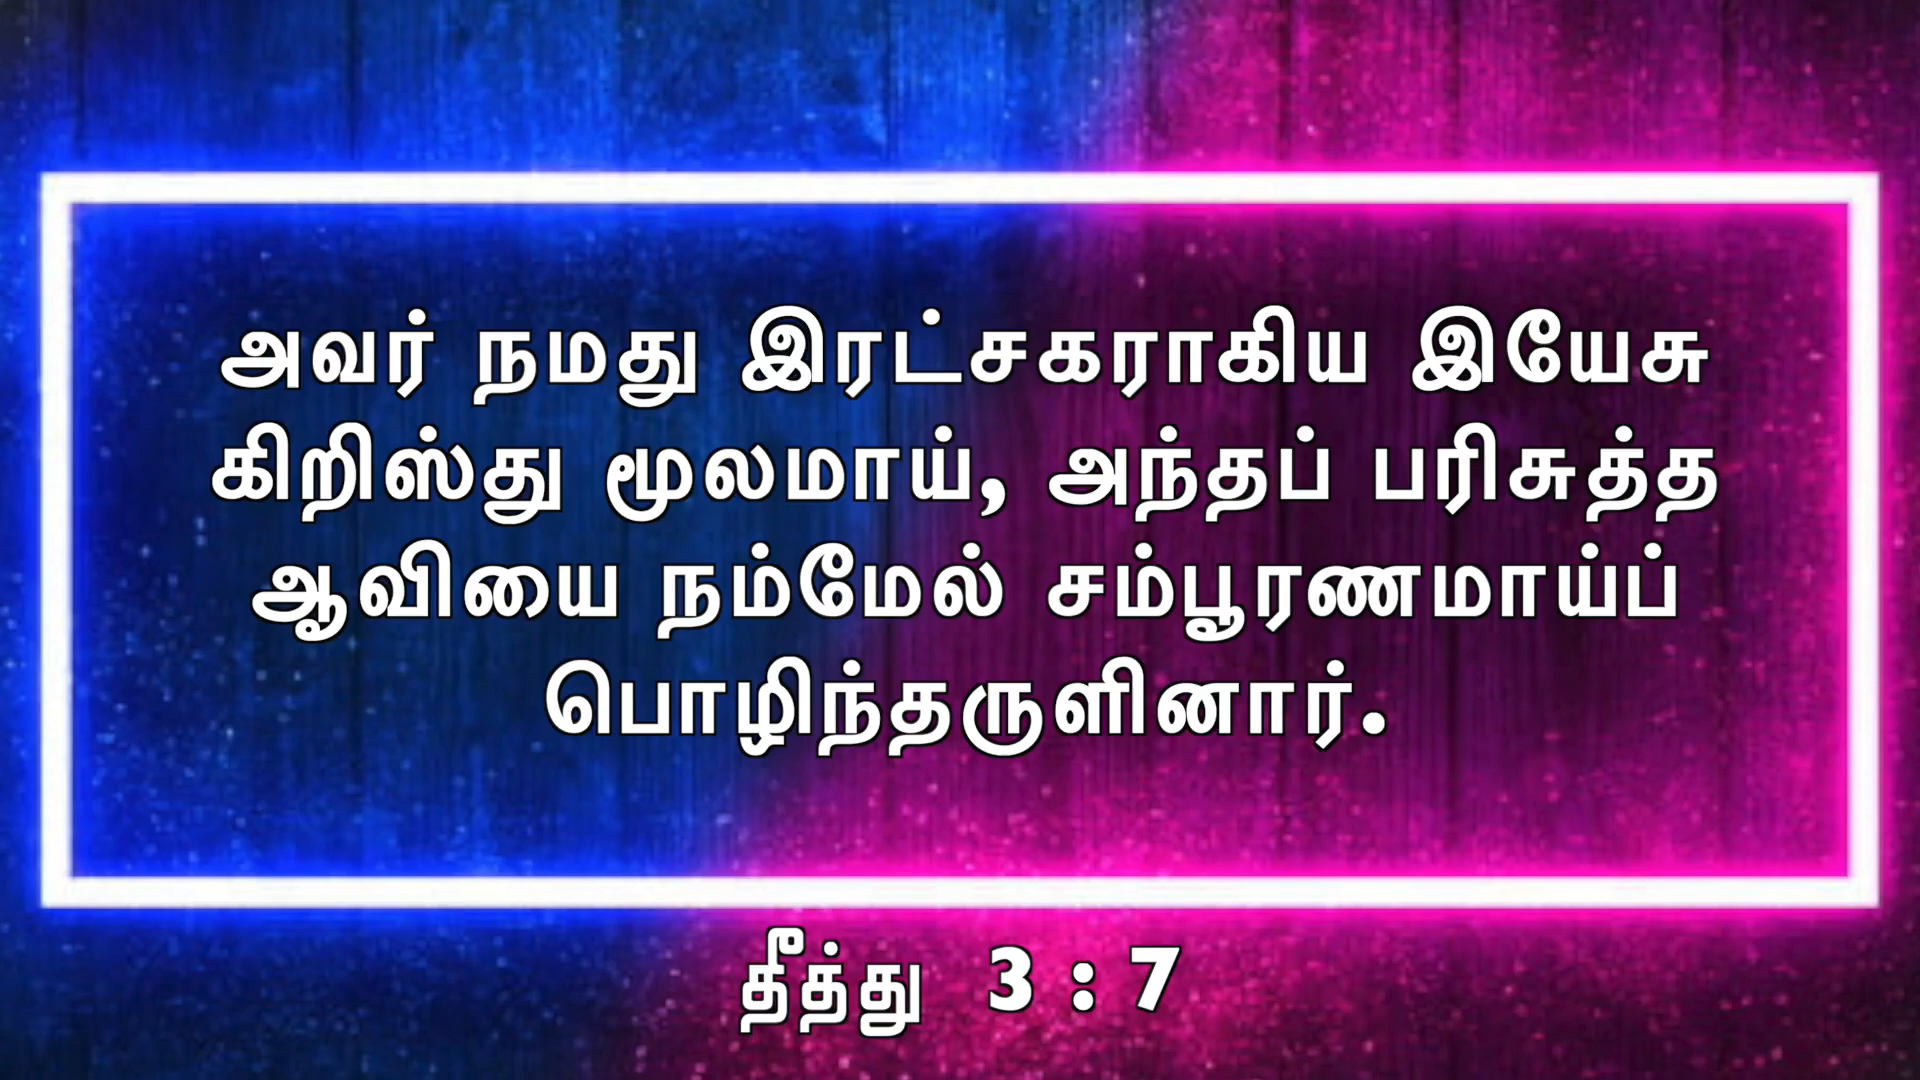 அவர் நமது இரட்சகராகிய இயேசு
கிறிஸ்து மூலமாய், அந்தப் பரிசுத்த
ஆவியை நம்மேல் சம்பூரணமாய்ப்
பொழிந்தருளினார்.
தீத்து 3 : 7